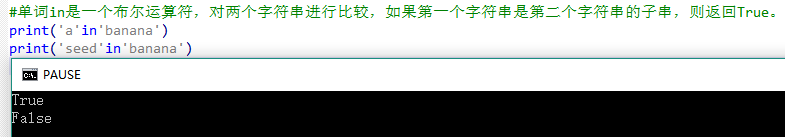 #单词in是一个布尔运算符，对两个字符串进行比较，如果第一个字符串是第二个字符串的子串，则返回True。
print('a'in'banana')
print('seed'in'banana')
C:\. PAUSE
True
False